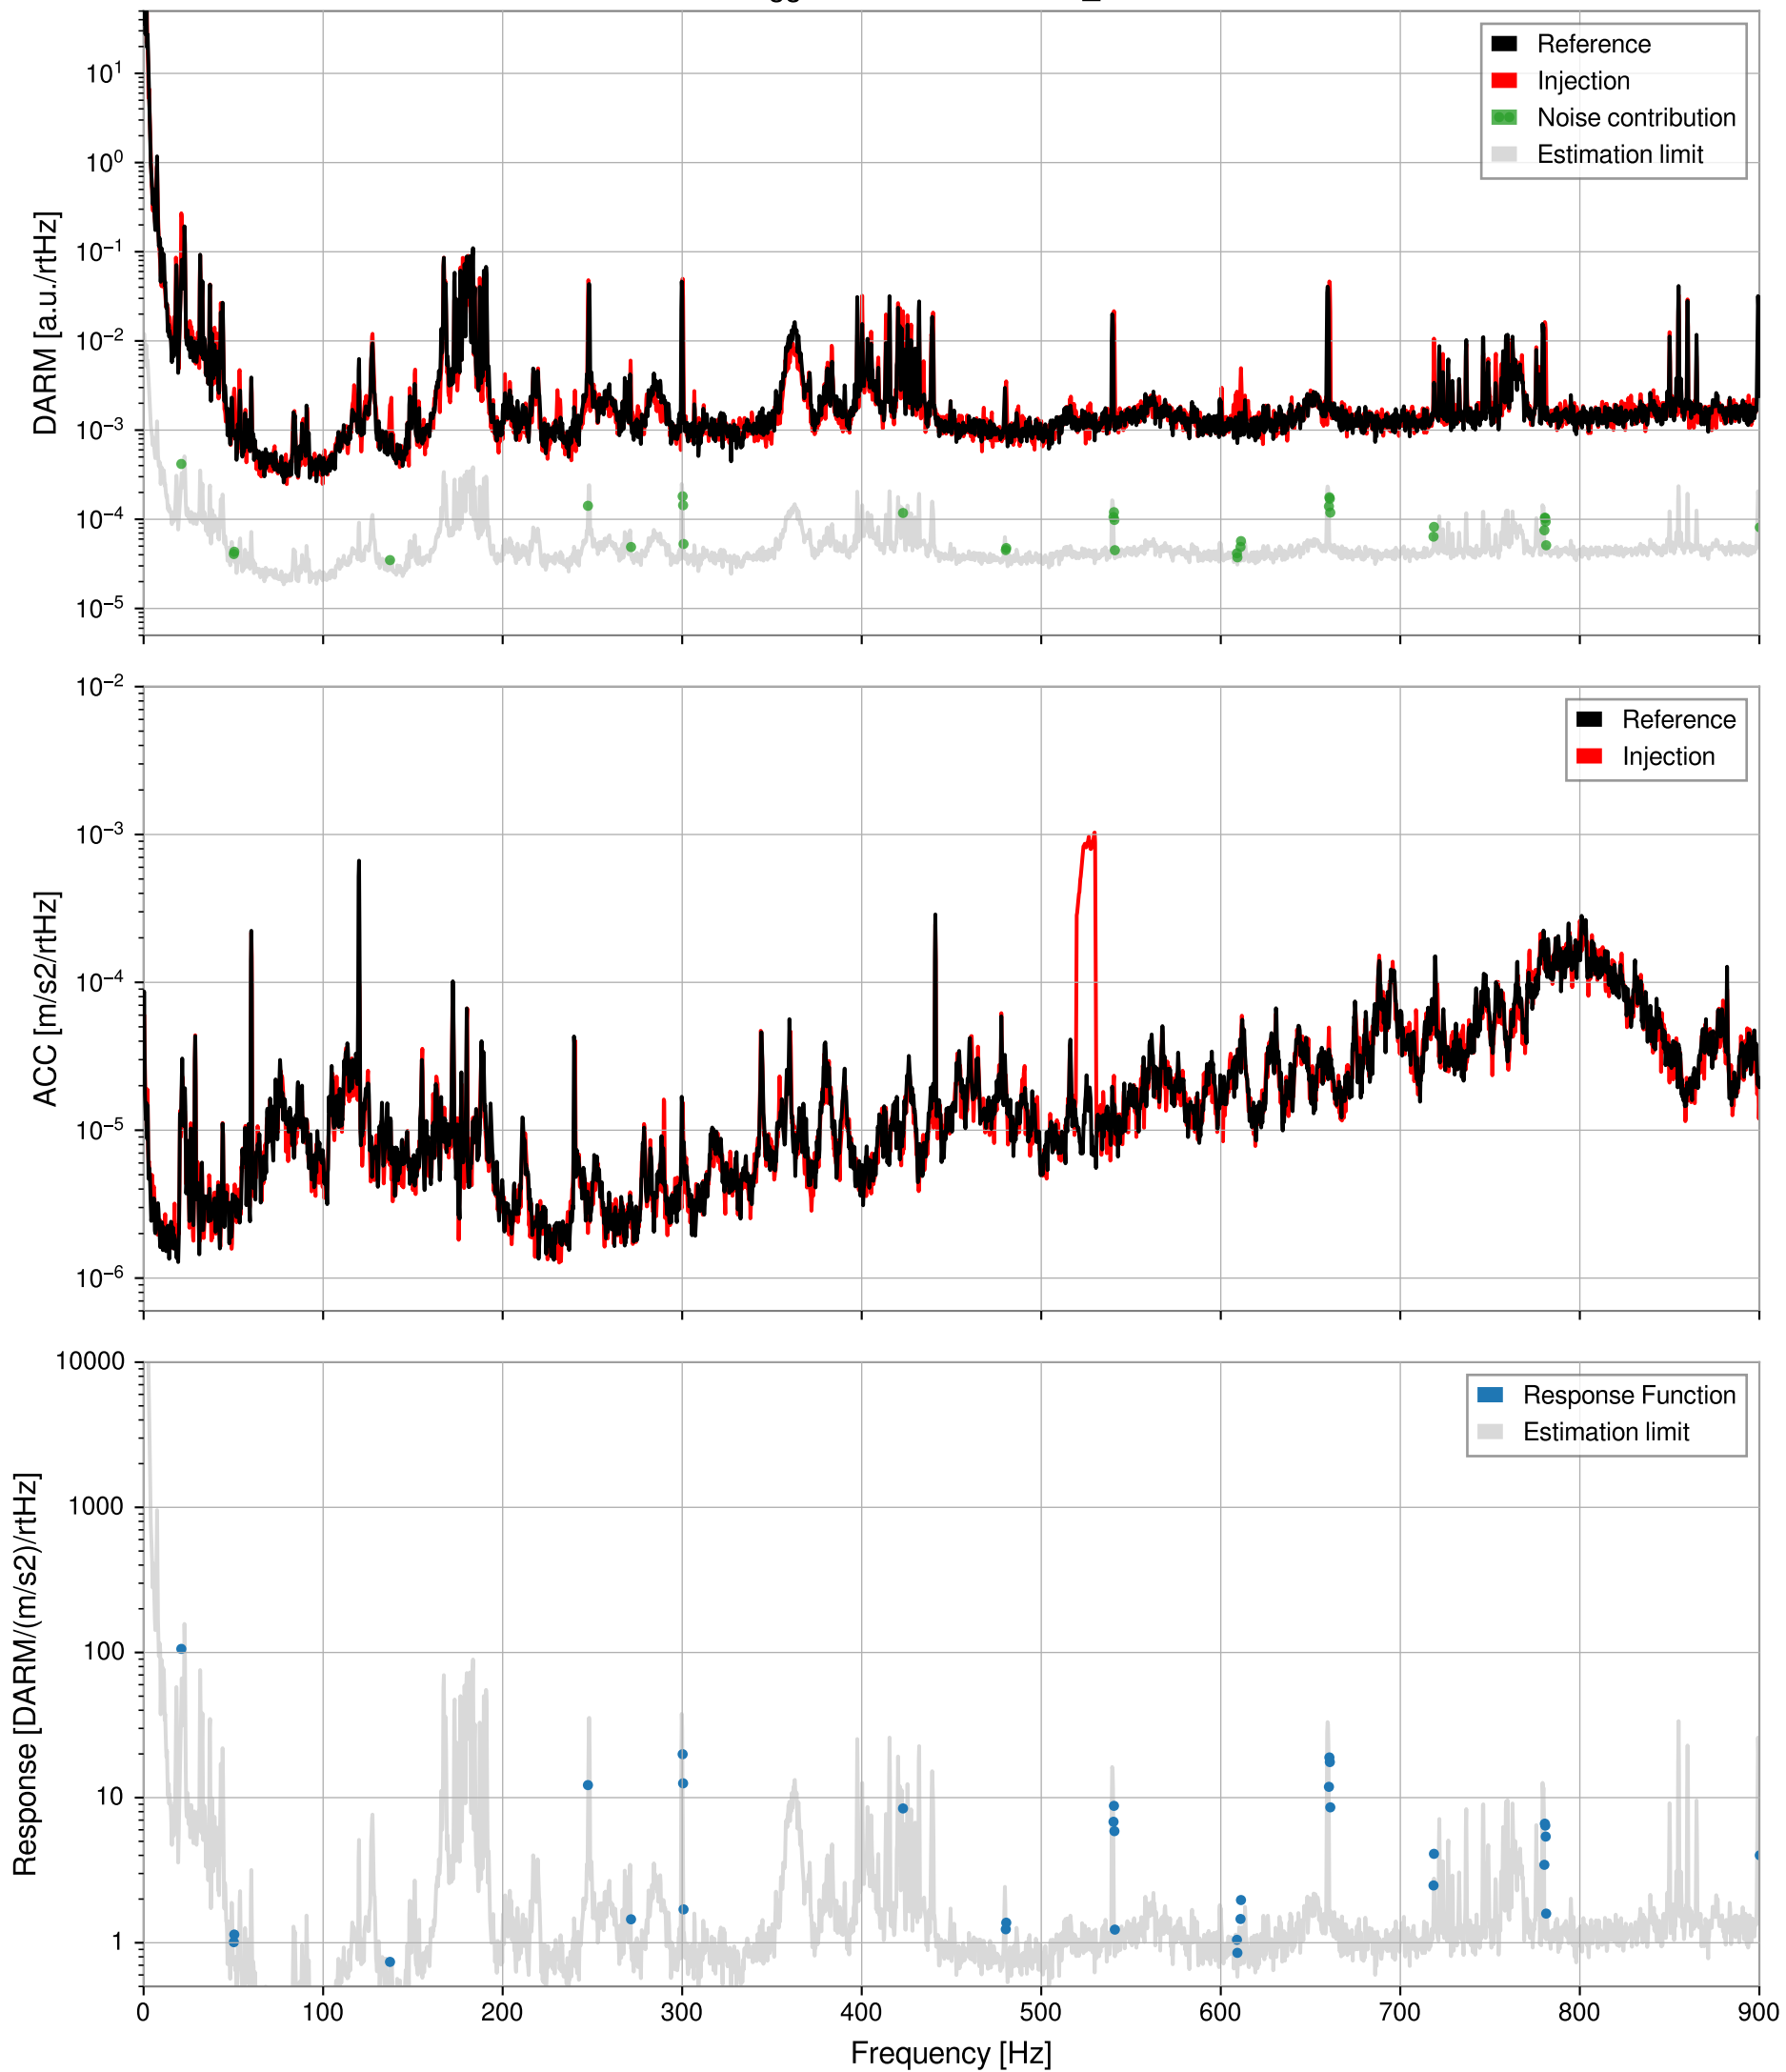 Reference
Injection
Noise contribution
Estimation limit
DARM [a.u./rtHz]
10^1
10^0
10^−1
10^−2
10^−3
10^−4
10^−5
Reference
Injection
ACC [m/s2/rtHz]
10^−2
10^−3
10^−4
10^−5
10^−6
Response Function
Estimation limit
Response [DARM/(m/s2)/rtHz]
10000
1000
100
10
1
0 100 200 300 400 500 600 700 800 900
Frequency [Hz]